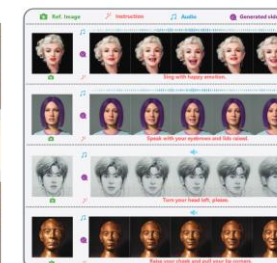 Ref. Image Instruction Audio Generated vide
Sing with happy emotion.
Speak with your eyebrows and lids raised.
Turn your head left, please.
Raise your cheek and pull your lip corners.